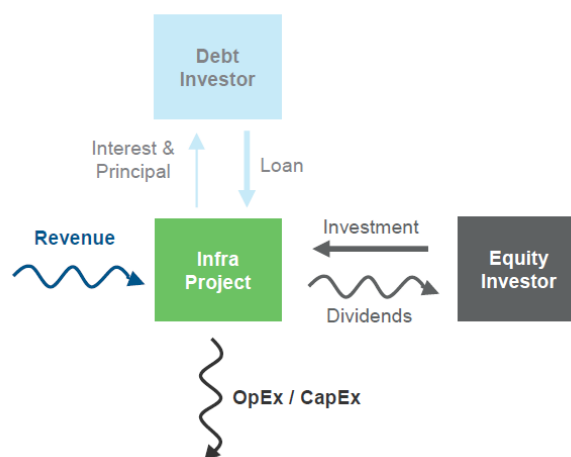 Debt
Investor
Interest &
Principal
Loan
Revenue
Infra
Project
Investment
Dividends
Equity
Investor
OpEx / CapEx